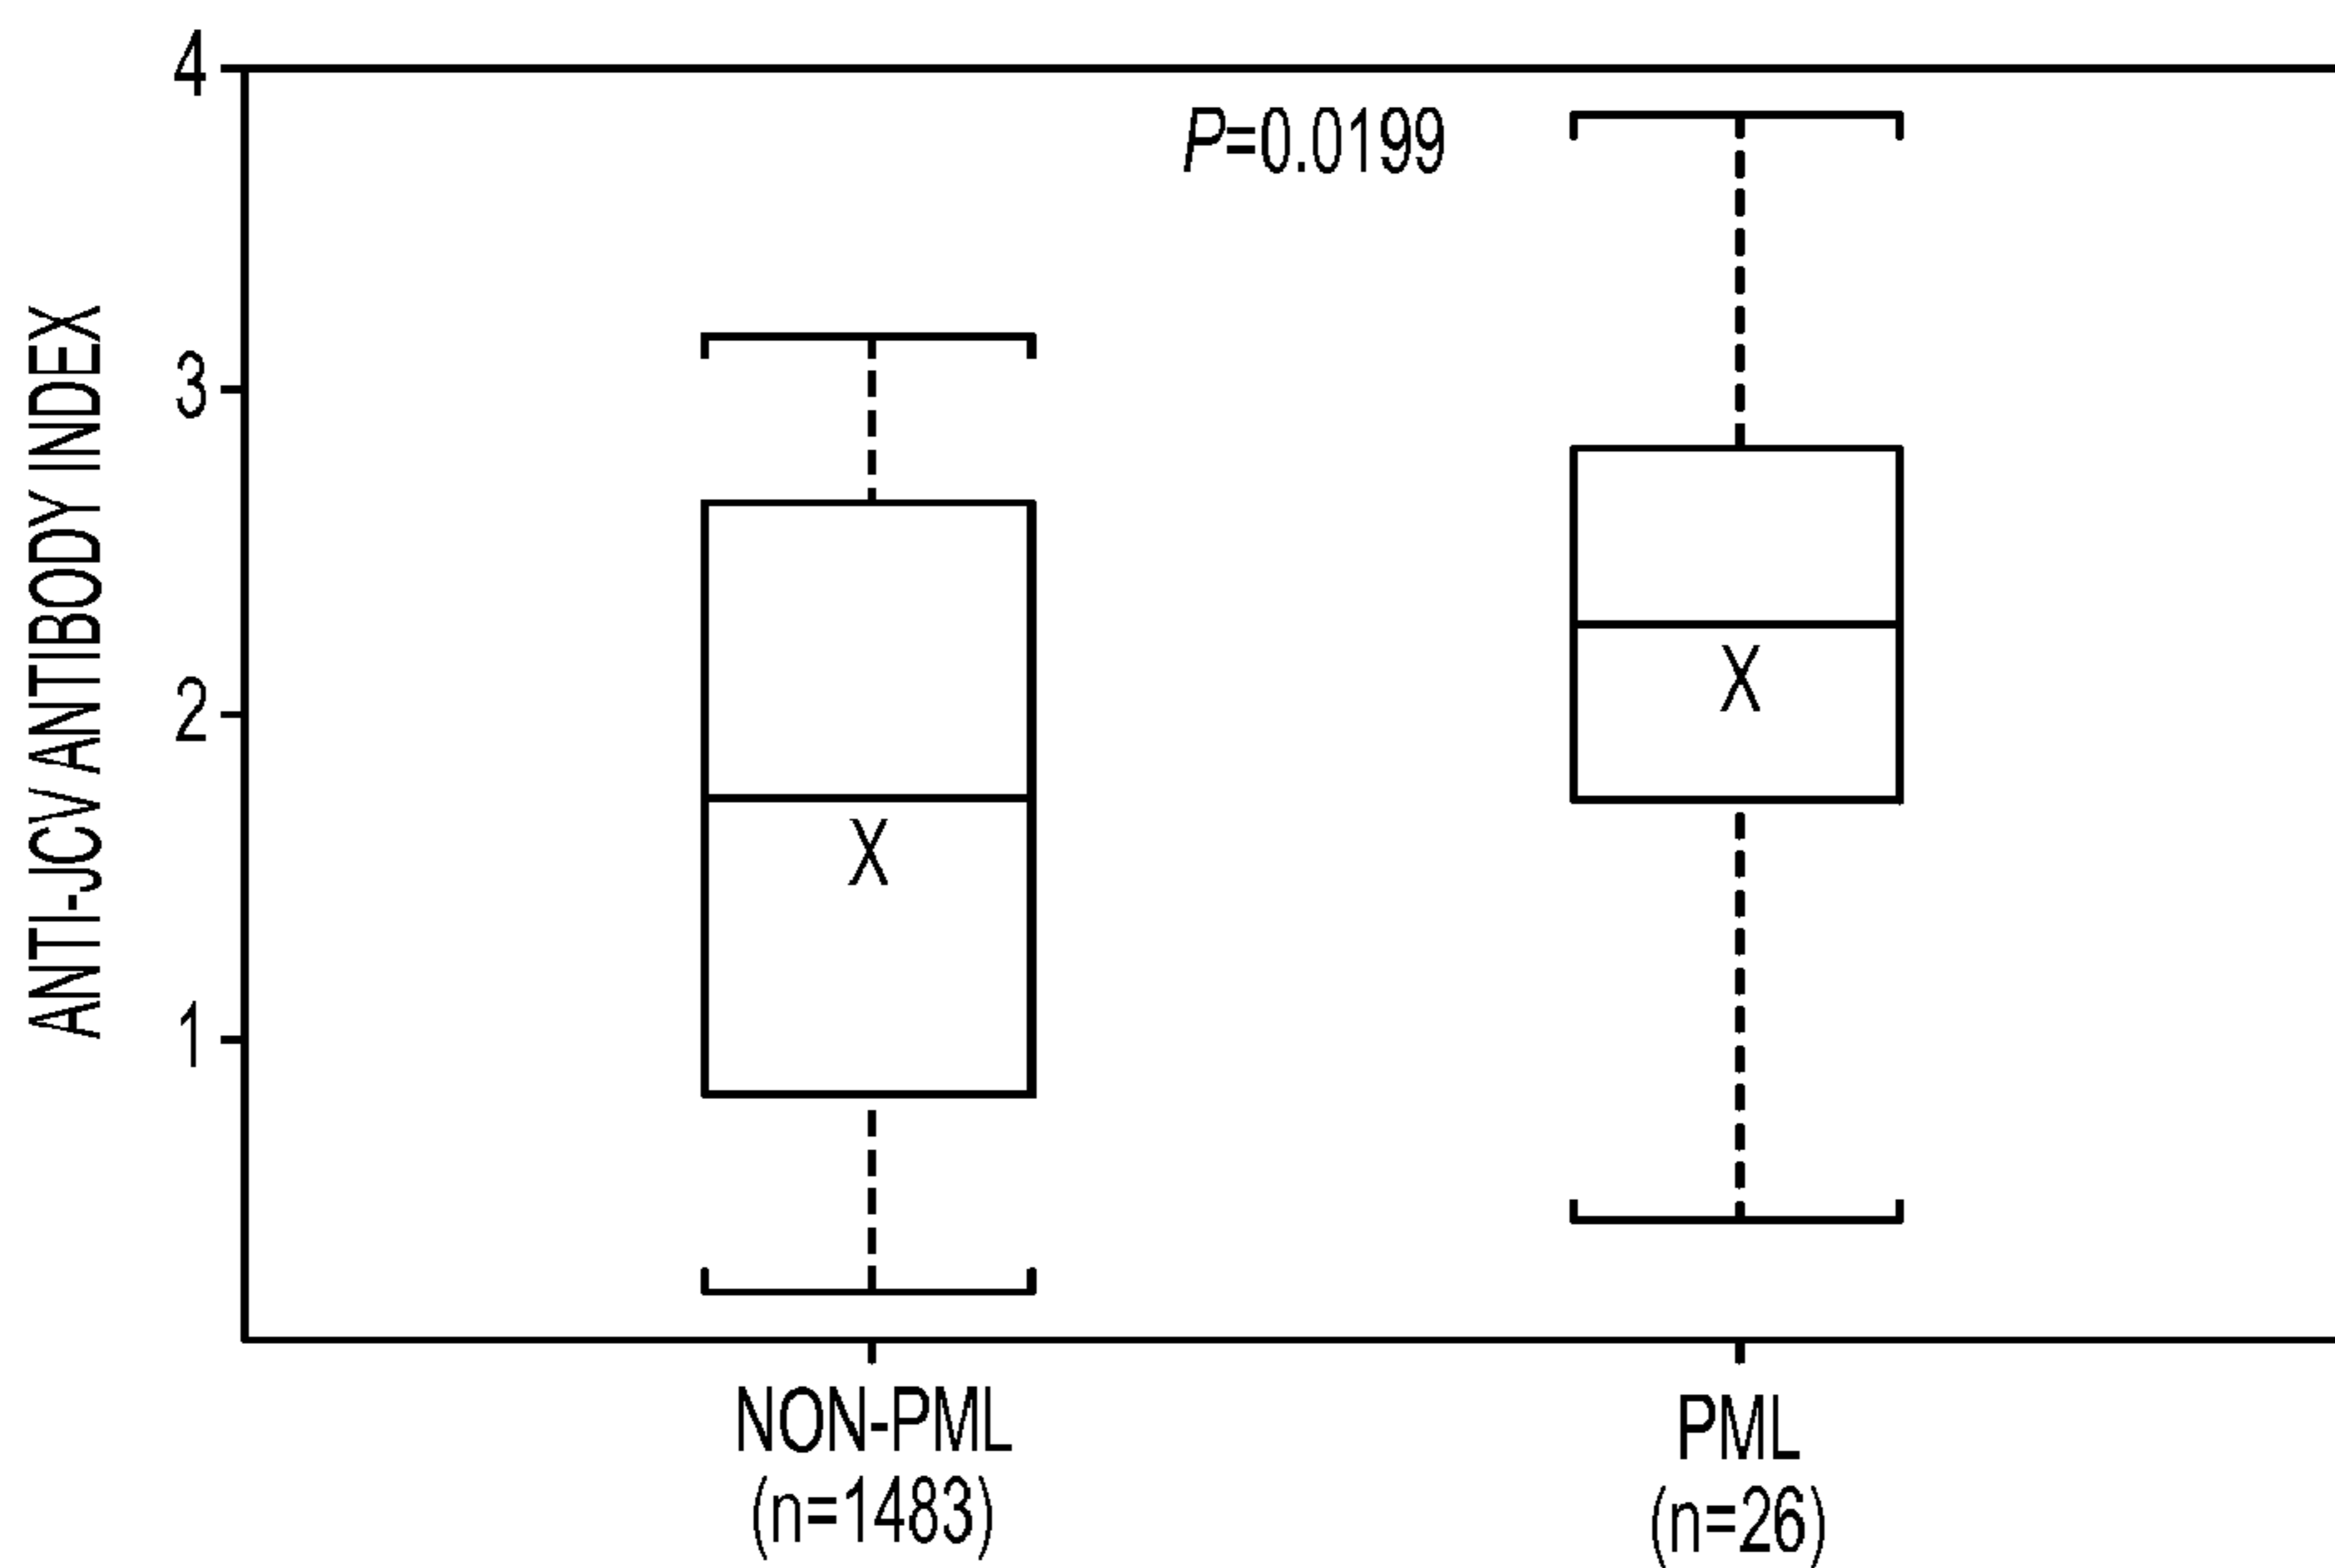 ANTI-JCV ANTIBODY INDEX
4
3
2
1
P=0.0199
X
X
NON-PML
(n=1483)
PML
(n=26)